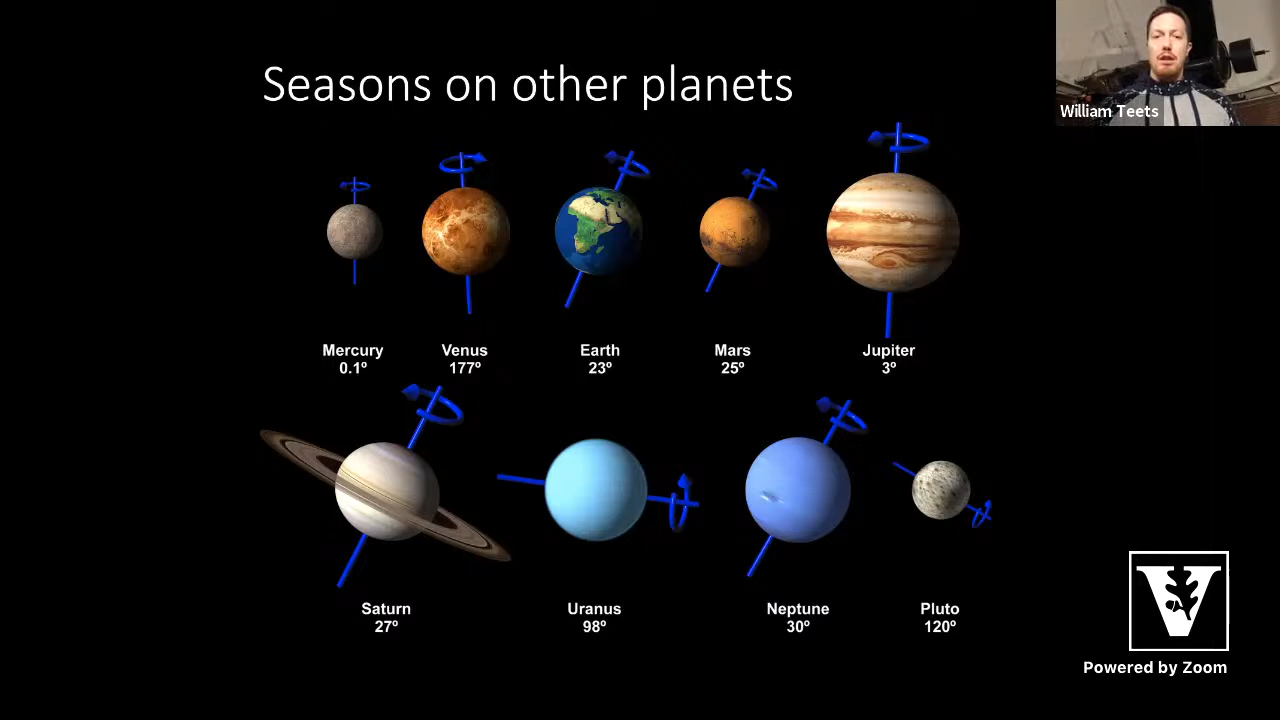 Seasons on other planets
William Teets
Mercury
0.1º
Venus
177º
Earth
23º
Mars
25º
Jupiter
3º
Saturn
27º
Uranus
98º
Neptune
30º
Pluto
120º
V
Powered by Zoom